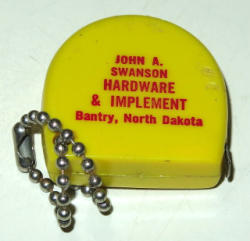 JOHN A.
SWANSON
HARDWARE
& IMPLEMENT
Bantry, North Dakota